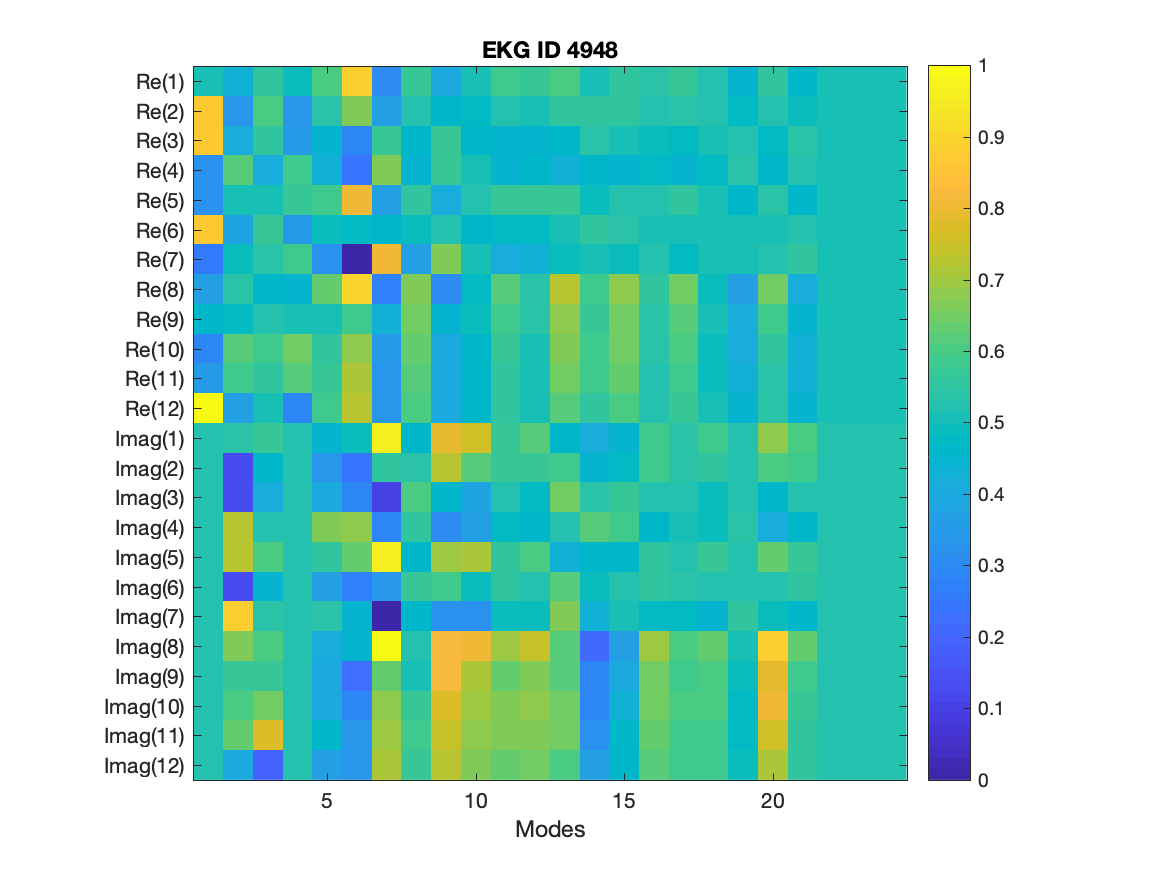 EKG ID 4948
Re(1)
Re(2)
Re(3)
Re(4)
Re(5)
Re(6)
Re(7)
Re(8)
Re(9)
Re(10)
Re(11)
Re(12)
Imag(1)
Imag(2)
Imag(3)
Imag(4)
Imag(5)
Imag(6)
Imag(7)
Imag(8)
Imag(9)
Imag(10)
Imag(11)
Imag(12)
5 10 15 20
Modes
1
0.9
0.8
0.7
0.6
0.5
0.4
0.3
0.2
0.1
0